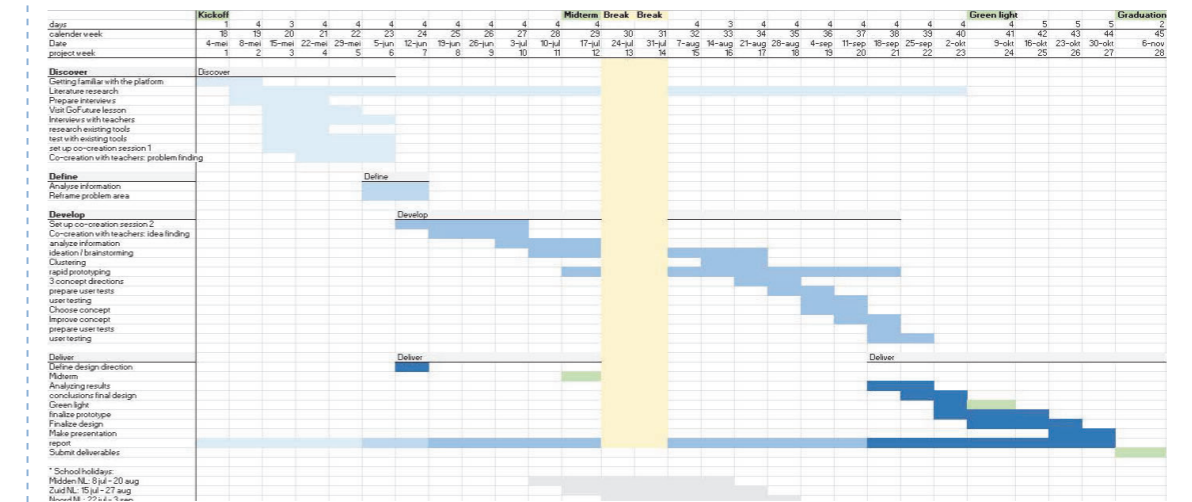 Kickoff Midterm Break Break Green light Graduation
days 1 4 3 4 4 4 4 4 4 4 4 4 4 3 4 4 4 4 4 4 4 4 5 5 5 2
calender week 18 19 20 21 22 23 24 25 26 27 28 29 30 31 32 33 34 35 36 37 38 39 40 41 42 43 44 45
Date 4-mei 8-mei 15-mei 22-mei 29-mei 5-jun 12-jun 19-jun 26-jun 3-jul 10-jul 17-jul 24-jul 31-jul 7-aug 14-aug 21-aug 28-aug 4-sep 11-sep 18-sep 25-sep 2-okt 9-okt 16-okt 23-okt 30-okt 6-nov
project week 1 2 3 4 5 6 7 8 9 10 11 12 13 14 15 16 17 18 19 20 21 22 23 24 25 26 27 28
Discover Discover
Getting familiar with the platform
Literature research
Prepare interviews
Visit GoFuture lesson
Interviews with teachers
research existing tools
test with existing tools
set up co-creation session 1
Co-creation with teachers: problem finding
Define Define
Analyse information
Reframe problem area
Develop Develop
Set up co-creation session 2
Co-creation with teachers: idea finding
analyze information
ideation / brainstorming
Clustering
rapid prototyping
3 concept directions
prepare user tests
user testing
Choose concept
Improve concept
prepare user tests
user testing
Deliver Deliver Deliver
Define design direction
Midterm
Analyzing results
conclusions final design
Green light
finalize prototype
Finalize design
Make presentation
report
Submit deliverables
* School holidays:
Midden NL: 8 jul - 20 aug
Zuid NL: 15 jul - 27 aug
Noord NL: 22 jul - 3 sep